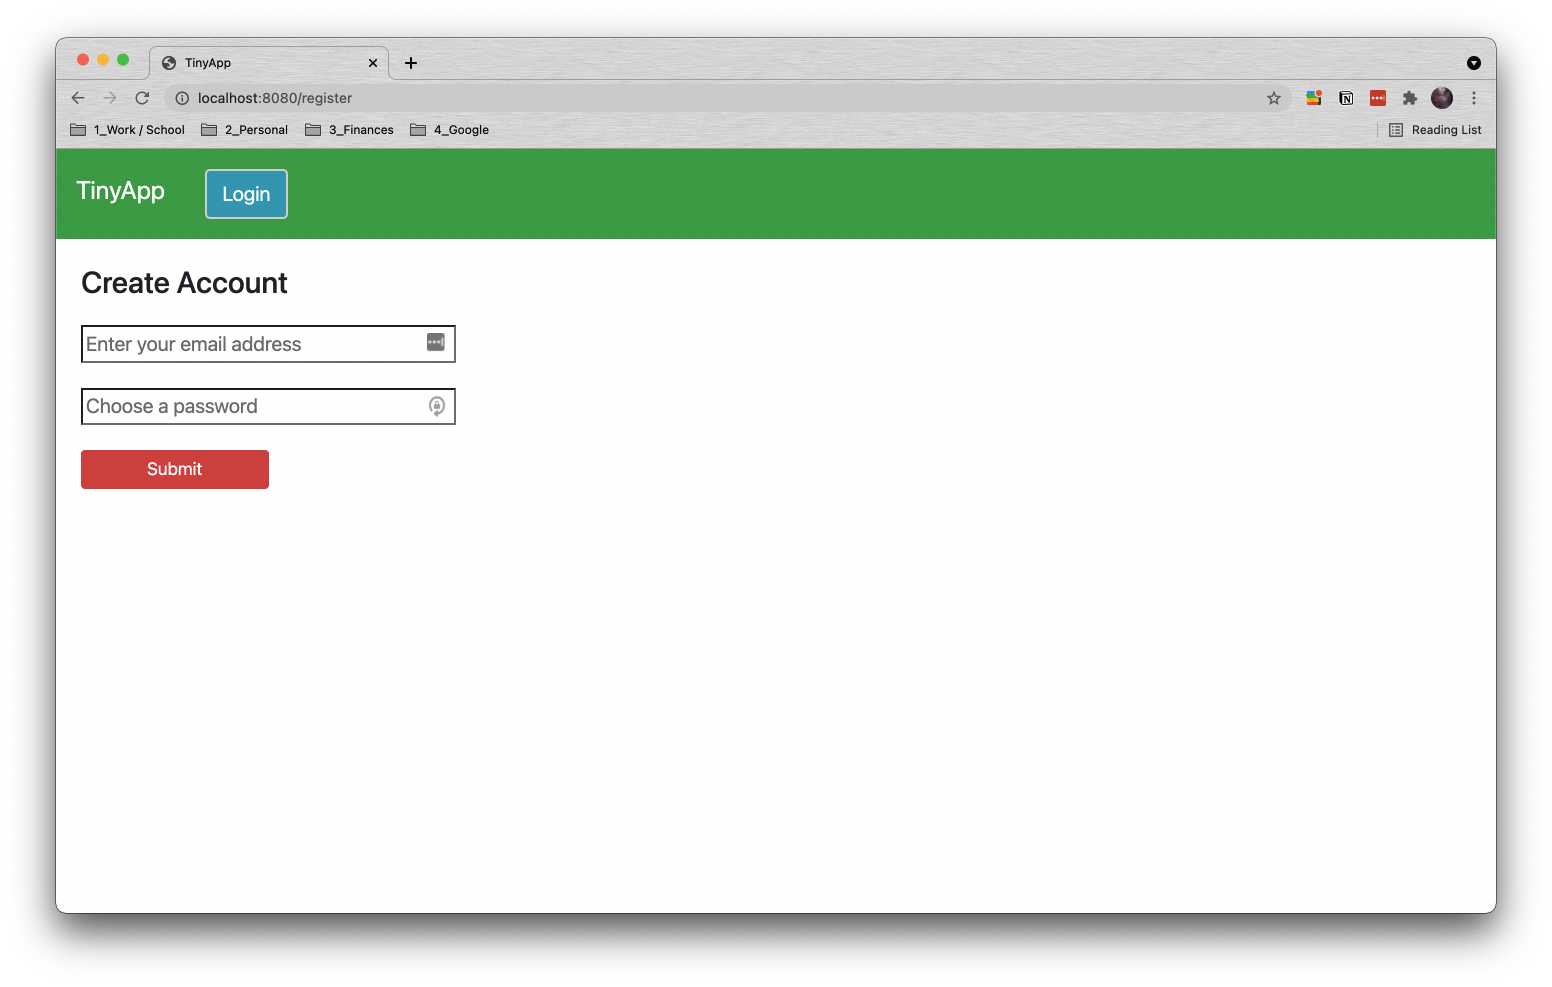 TinyApp
localhost:8080/register
1_Work / School 2_Personal 3_Finances 4_Google Reading List
TinyApp Login
Create Account
Enter your email address
Choose a password
Submit